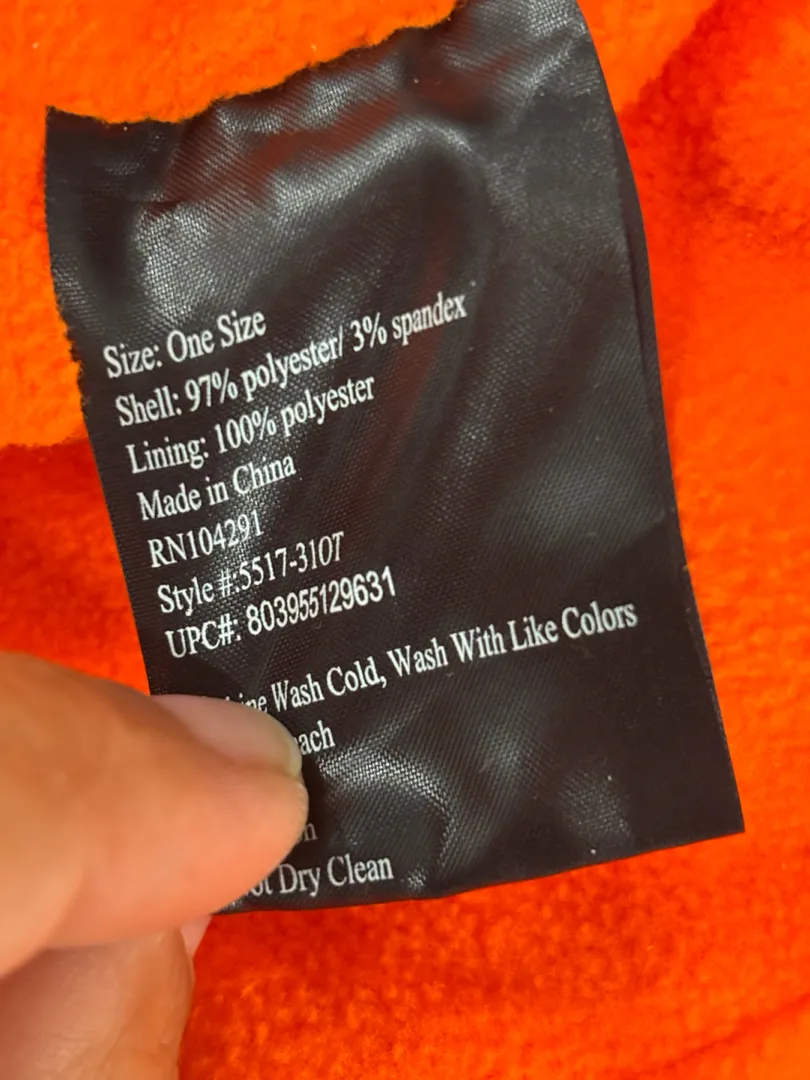 Size: One Size
Shell: 97% polyester/ 3% spandex
Lining: 100% polyester
Made in China
RN104291
Style #:5517-310T
UPC#: 803955129631
Wash Cold, Wash With Like Colors
Dry Clean